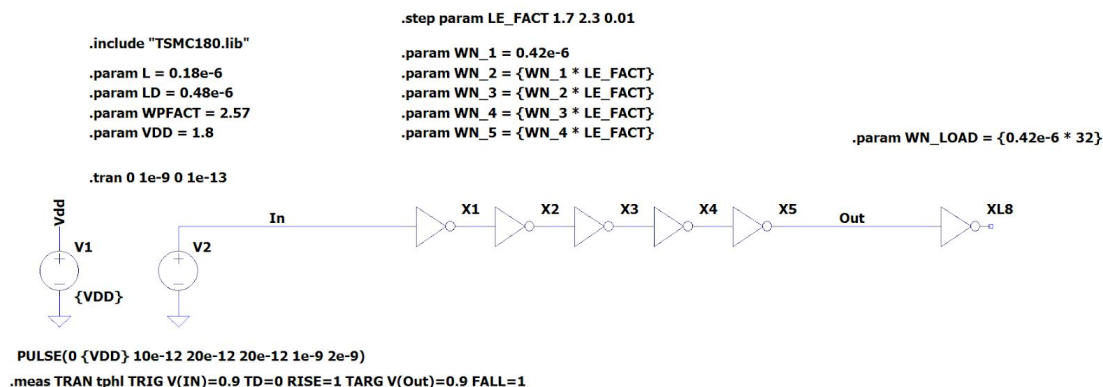 .step param LE_FACT 1.7 2.3 0.01
.include "TSMC180.lib"
.param L = 0.18e-6
.param LD = 0.48e-6
.param WPFACT = 2.57
.param VDD = 1.8
.param WN_1 = 0.42e-6
.param WN_2 = {WN_1 * LE_FACT}
.param WN_3 = {WN_2 * LE_FACT}
.param WN_4 = {WN_3 * LE_FACT}
.param WN_5 = {WN_4 * LE_FACT}
.param WN_LOAD = {0.42e-6 * 32}
.tran 0 1e-9 0 1e-13
Vdd
In
X1
X2
X3
X4
X5
Out
XL8
V1
V2
{VDD}
PULSE(0 {VDD} 10e-12 20e-12 20e-12 1e-9 2e-9)
.meas TRAN tphl TRIG V(IN)=0.9 TD=0 RISE=1 TARG V(Out)=0.9 FALL=1